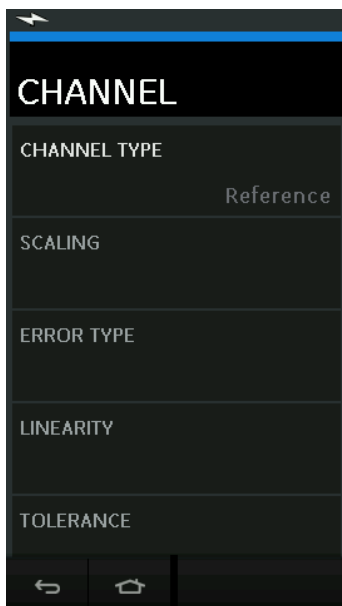 CHANNEL
CHANNEL TYPE
Reference
SCALING
ERROR TYPE
LINEARITY
TOLERANCE